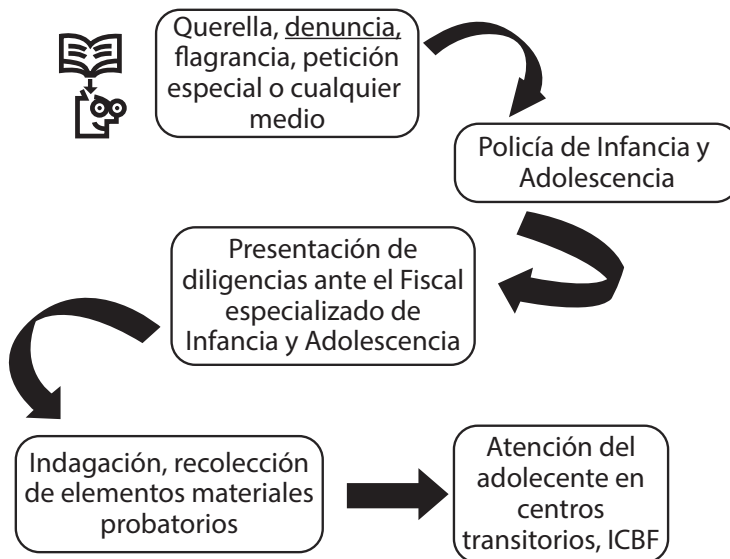 Querella, denuncia,
flagrancia, petición
especial o cualquier
medio
Policía de Infancia y
Adolescencia
Presentación de
diligencias ante el Fiscal
especializado de
Infancia y Adolescencia
Indagación, recolección
de elementos materiales
probatorios
Atención del
adolecente en
centros
transitorios, ICBF